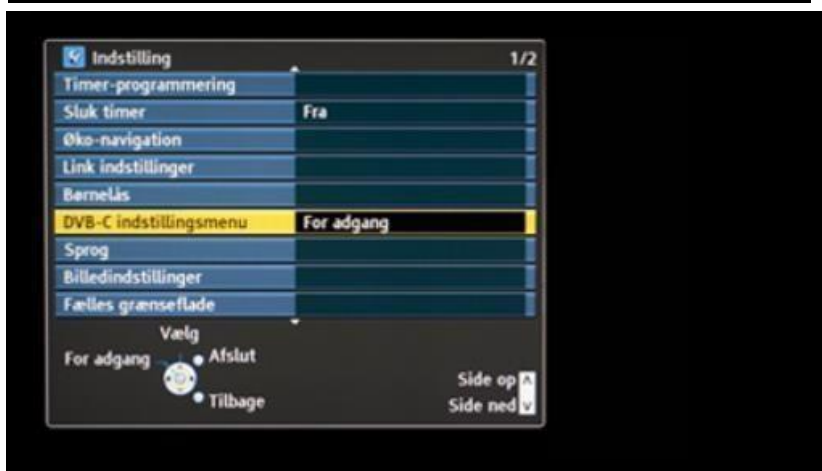 Indstilling 1/2
Timer-programmering
Sluk timer Fra
Øko-navigation
Link indstillinger
Børnelås
DVB-C indstillingsmenu For adgang
Sprog
Billedindstillinger
Fælles grænseflade
Vælg
For adgang Afslut
Tilbage
Side op
Side ned